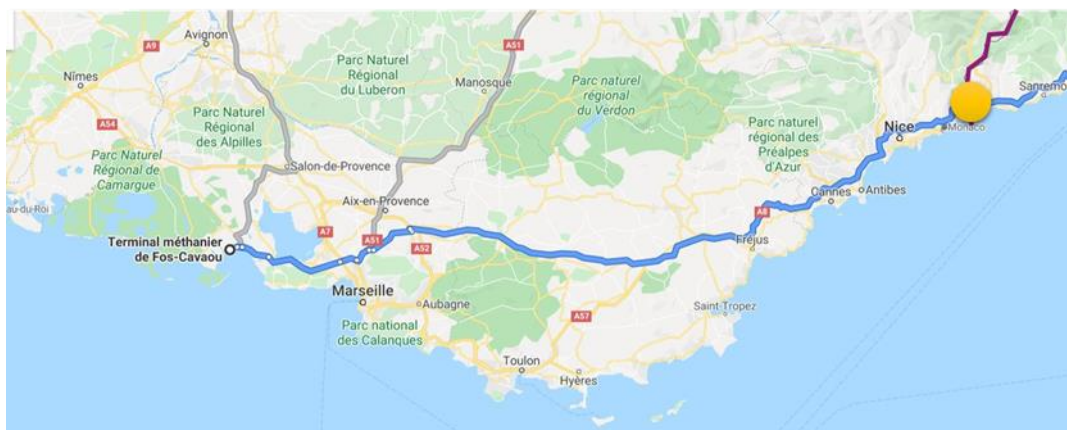 Avignon
A9
A51
Nîmes
Parc Naturel
Régional
du Luberon
Manosque
Parc naturel
régional
du Verdon
Sanremo
A54
Parc Naturel
Régional
des Alpilles
Parc naturel
régional des
Préalpes
d'Azur
Nice
Monaco
Parc Naturel
Régional de
Camargue
Salon-de-Provence
Cannes
Antibes
au-du-Roi
Aix-en-Provence
A8
A7
A51
A52
Fréjus
Terminal méthanier
de Fos-Cavaou
Marseille
Aubagne
Saint-Tropez
A57
Parc national
des Calanques
Toulon
Hyères